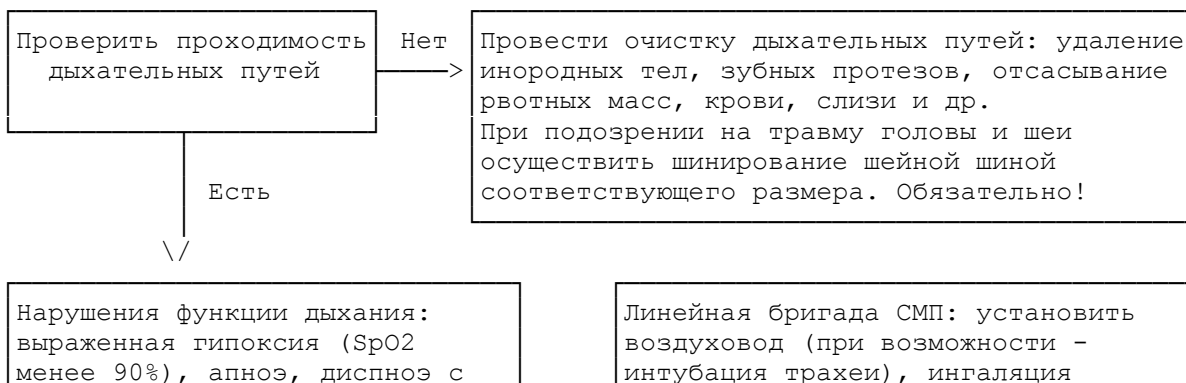 Проверить проходимость
дыхательных путей
Нет
Провести очистку дыхательных путей: удаление
инородных тел, зубных протезов, отсасывание
рвотных масс, крови, слизи и др.
При подозрении на травму головы и шеи
осуществить шинирование шейной шиной
соответствующего размера. Обязательно!
Есть
Нарушения функции дыхания:
выраженная гипоксия (SpO2
менее 90%), апноэ, диспноэ с
Линейная бригада СМП: установить
воздуховод (при возможности -
интубация трахеи), ингаляция